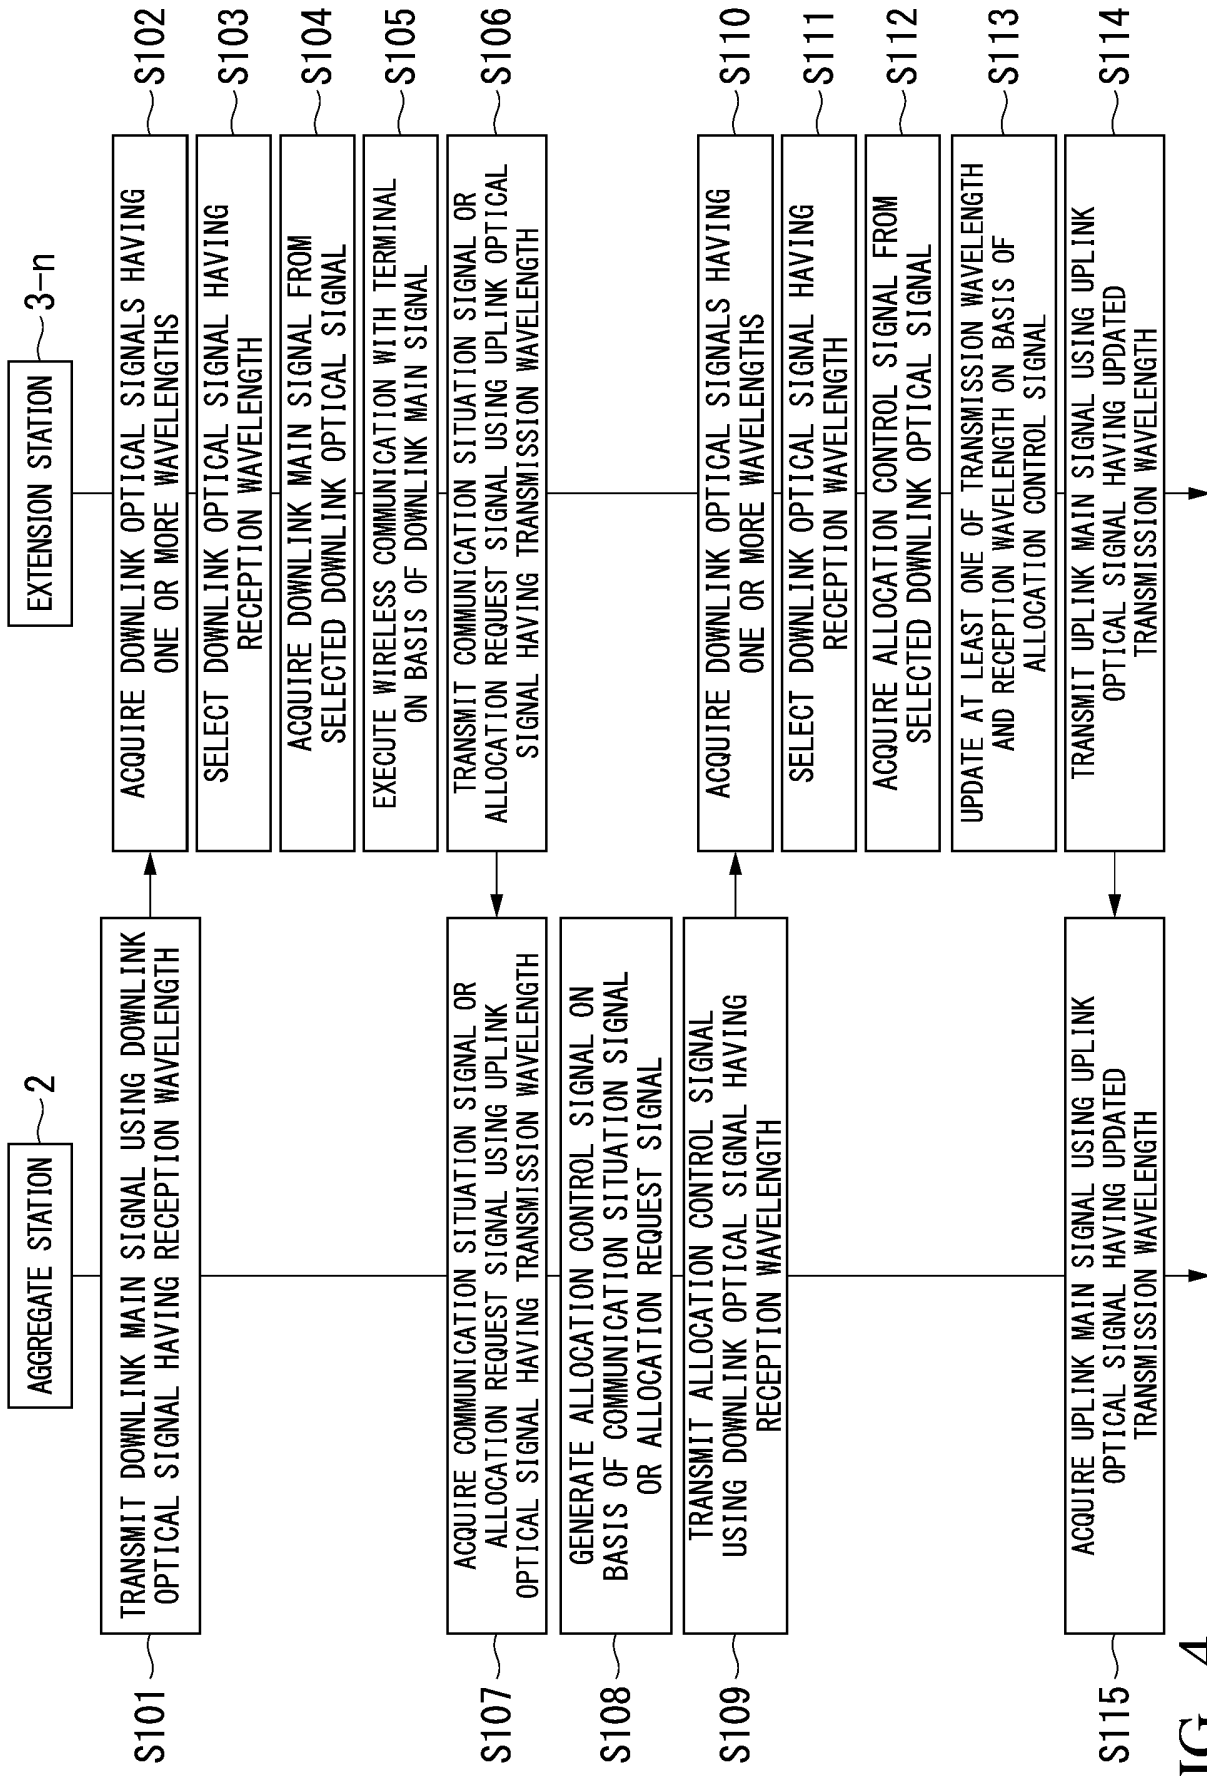 AGGREGATE STATION
2
EXTENSION STATION
3-n
S101
TRANSMIT DOWNLINK MAIN SIGNAL USING DOWNLINK
OPTICAL SIGNAL HAVING RECEPTION WAVELENGTH
ACQUIRE DOWNLINK OPTICAL SIGNALS HAVING
ONE OR MORE WAVELENGTHS
S102
SELECT DOWNLINK OPTICAL SIGNAL HAVING
RECEPTION WAVELENGTH
S103
ACQUIRE DOWNLINK MAIN SIGNAL FROM
SELECTED DOWNLINK OPTICAL SIGNAL
S104
EXECUTE WIRELESS COMMUNICATION WITH TERMINAL
ON BASIS OF DOWNLINK MAIN SIGNAL
S105
TRANSMIT COMMUNICATION SITUATION SIGNAL OR
ALLOCATION REQUEST SIGNAL USING UPLINK OPTICAL
SIGNAL HAVING TRANSMISSION WAVELENGTH
S106
S107
ACQUIRE COMMUNICATION SITUATION SIGNAL OR
ALLOCATION REQUEST SIGNAL USING UPLINK
OPTICAL SIGNAL HAVING TRANSMISSION WAVELENGTH
S108
GENERATE ALLOCATION CONTROL SIGNAL ON
BASIS OF COMMUNICATION SITUATION SIGNAL
OR ALLOCATION REQUEST SIGNAL
S109
TRANSMIT ALLOCATION CONTROL SIGNAL
USING DOWNLINK OPTICAL SIGNAL HAVING
RECEPTION WAVELENGTH
ACQUIRE DOWNLINK OPTICAL SIGNALS HAVING
ONE OR MORE WAVELENGTHS
S110
SELECT DOWNLINK OPTICAL SIGNAL HAVING
RECEPTION WAVELENGTH
S111
ACQUIRE ALLOCATION CONTROL SIGNAL FROM
SELECTED DOWNLINK OPTICAL SIGNAL
S112
UPDATE AT LEAST ONE OF TRANSMISSION WAVELENGTH
AND RECEPTION WAVELENGTH ON BASIS OF
ALLOCATION CONTROL SIGNAL
S113
TRANSMIT UPLINK MAIN SIGNAL USING UPLINK
OPTICAL SIGNAL HAVING UPDATED
TRANSMISSION WAVELENGTH
S114
S115
ACQUIRE UPLINK MAIN SIGNAL USING UPLINK
OPTICAL SIGNAL HAVING UPDATED
TRANSMISSION WAVELENGTH